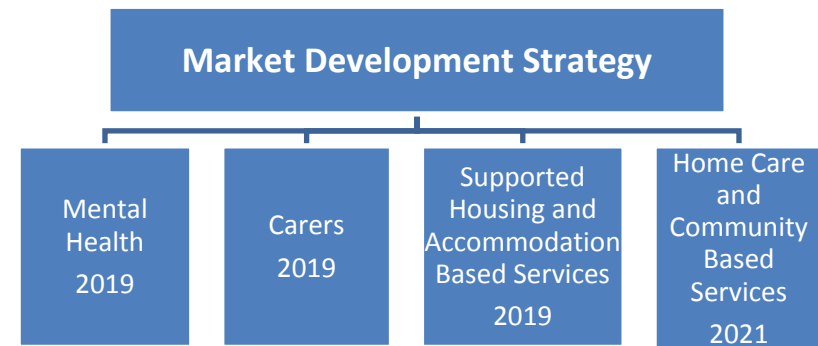 Market Development Strategy
Mental
Health
2019
Carers
2019
Supported
Housing and
Accommodation
Based Services
2019
Home Care
and
Community
Based
Services
2021